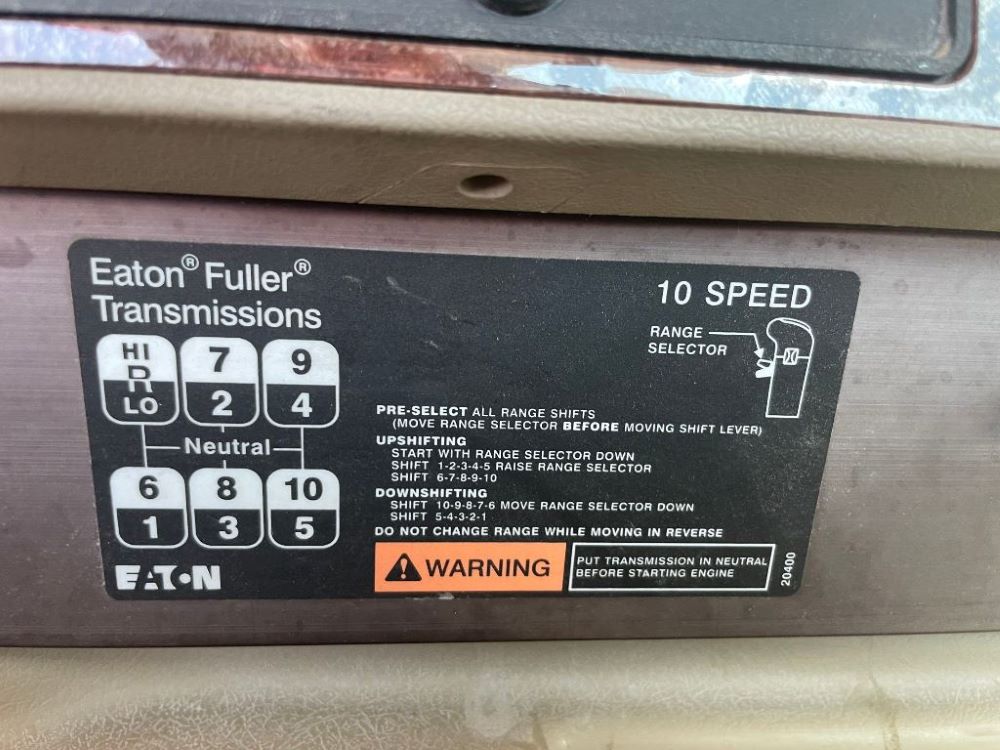 Eaton® Fuller®
Transmissions
HI
R
LO
7
2
9
4
Neutral
6
1
8
3
10
5
EATON
10 SPEED
RANGE
SELECTOR
PRE-SELECT ALL RANGE SHIFTS
(MOVE RANGE SELECTOR BEFORE MOVING SHIFT LEVER)
UPSHIFTING
START WITH RANGE SELECTOR DOWN
SHIFT 1-2-3-4-5 RAISE RANGE SELECTOR
SHIFT 6-7-8-9-10
DOWNSHIFTING
SHIFT 10-9-8-7-6 MOVE RANGE SELECTOR DOWN
SHIFT 5-4-3-2-1
DO NOT CHANGE RANGE WHILE MOVING IN REVERSE
WARNING
PUT TRANSMISSION IN NEUTRAL
BEFORE STARTING ENGINE
20400